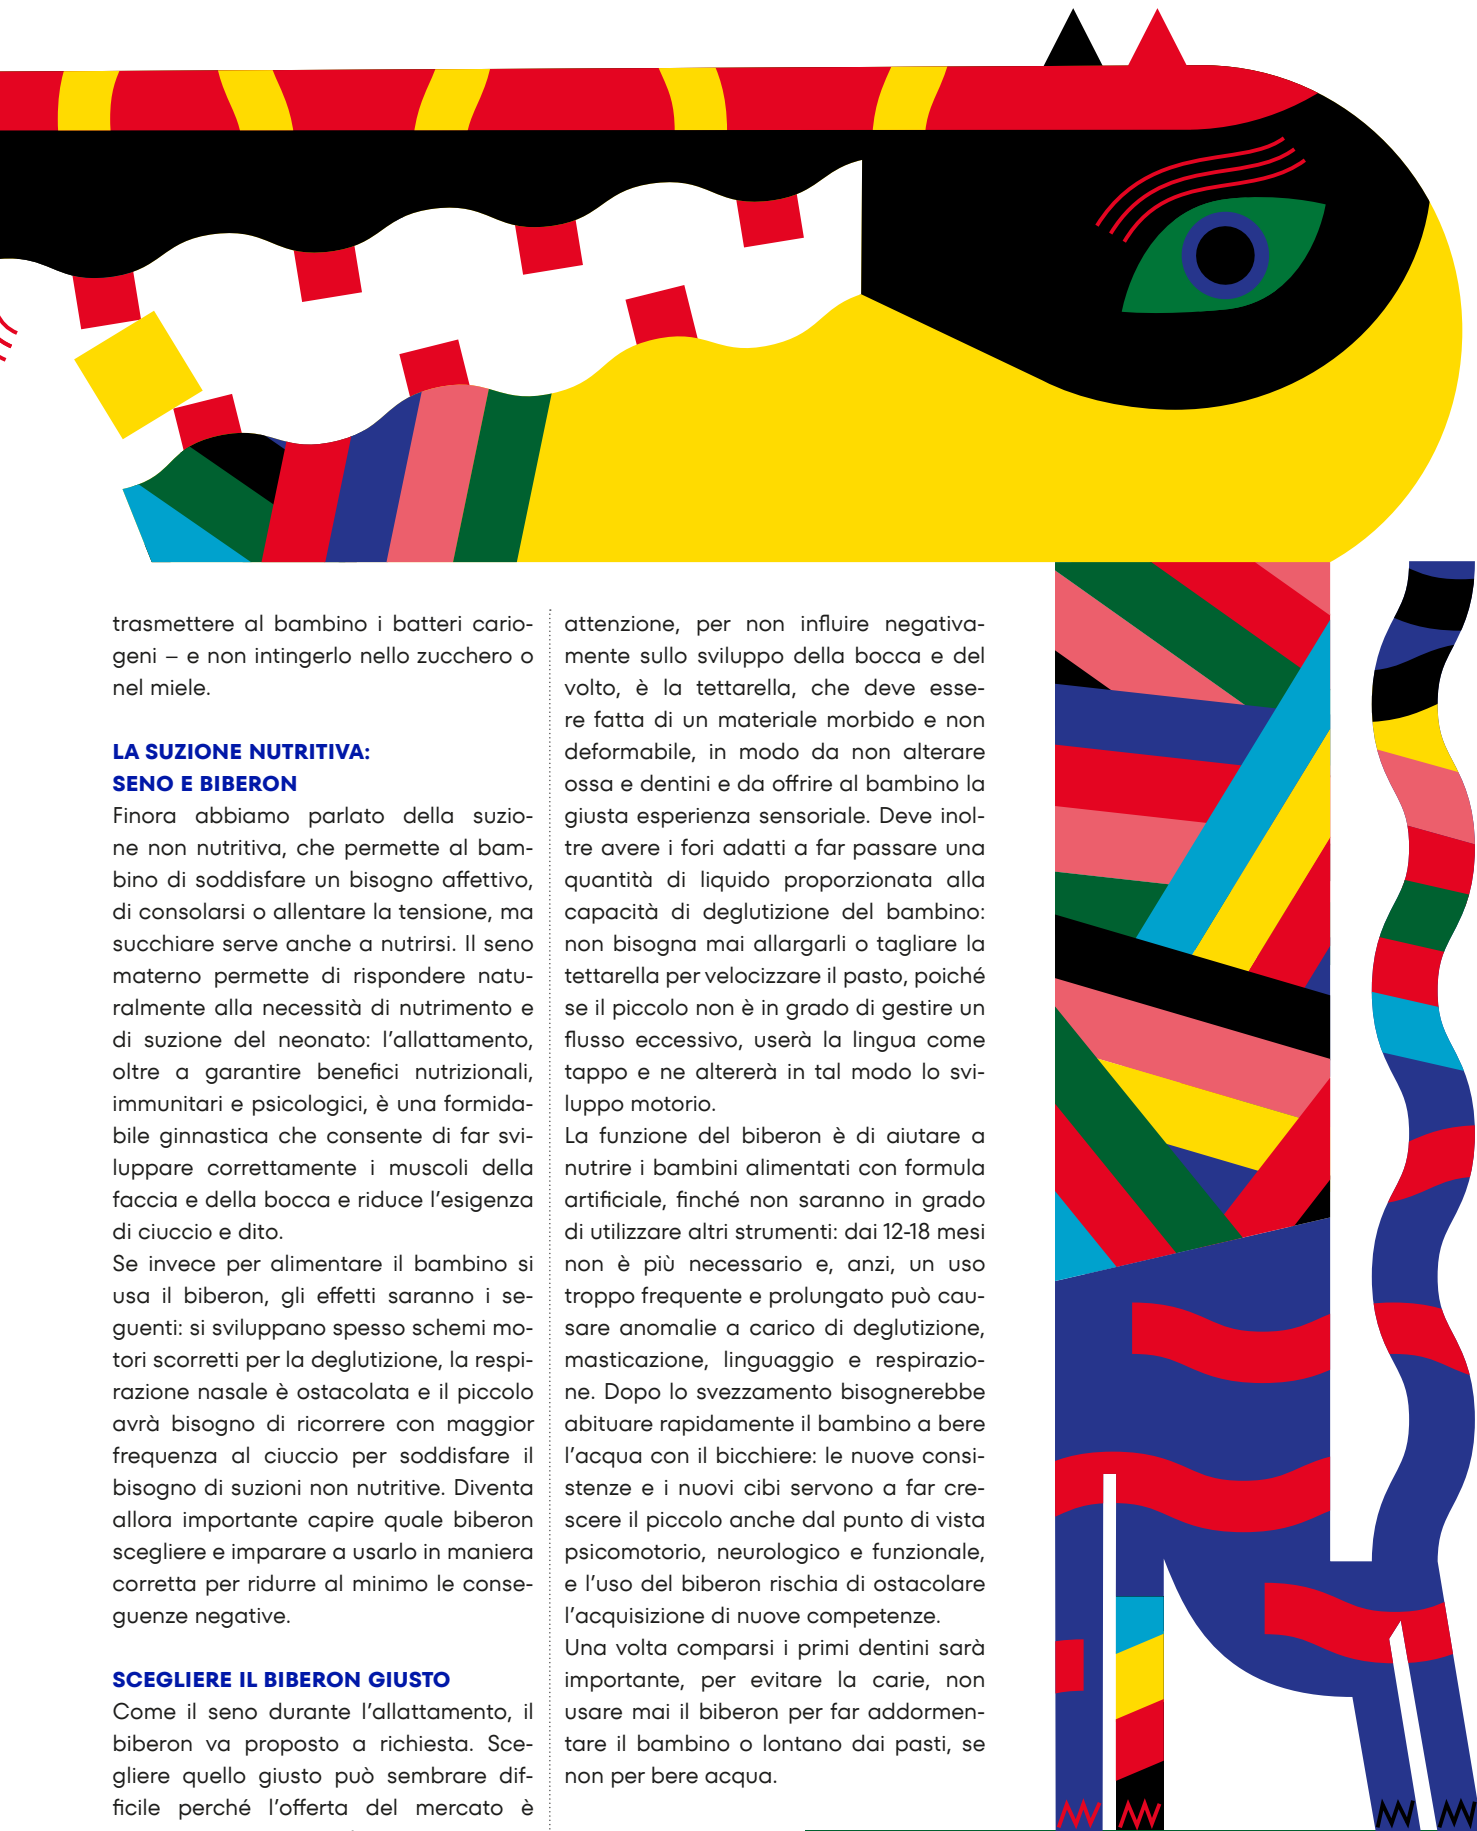 trasmettere al bambino i batteri cario-
geni – e non intingerlo nello zucchero o
nel miele.
LA SUZIONE NUTRITIVA:
SENO E BIBERON
Finora abbiamo parlato della suzio-
ne non nutritiva, che permette al bam-
bino di soddisfare un bisogno affettivo,
di consolarsi o allentare la tensione, ma
succhiare serve anche a nutrirsi. Il seno
materno permette di rispondere natu-
ralmente alla necessità di nutrimento e
di suzione del neonato: l’allattamento,
oltre a garantire benefici nutrizionali,
immunitari e psicologici, è una formida-
bile ginnastica che consente di far svi-
luppare correttamente i muscoli della
faccia e della bocca e riduce l’esigenza
di ciuccio e dito.
Se invece per alimentare il bambino si
usa il biberon, gli effetti saranno i se-
guenti: si sviluppano spesso schemi mo-
tori scorretti per la deglutizione, la respi-
razione nasale è ostacolata e il piccolo
avrà bisogno di ricorrere con maggior
frequenza al ciuccio per soddisfare il
bisogno di suzioni non nutritive. Diventa
allora importante capire quale biberon
scegliere e imparare a usarlo in maniera
corretta per ridurre al minimo le conse-
guenze negative.
SCEGLIERE IL BIBERON GIUSTO
Come il seno durante l’allattamento, il
biberon va proposto a richiesta. Sce-
gliere quello giusto può sembrare dif-
ficile perché l’offerta del mercato è
attenzione, per non influire negativa-
mente sullo sviluppo della bocca e del
volto, è la tettarella, che deve esse-
re fatta di un materiale morbido e non
deformabile, in modo da non alterare
ossa e dentini e da offrire al bambino la
giusta esperienza sensoriale. Deve inol-
tre avere i fori adatti a far passare una
quantità di liquido proporzionata alla
capacità di deglutizione del bambino:
non bisogna mai allargarli o tagliare la
tettarella per velocizzare il pasto, poiché
se il piccolo non è in grado di gestire un
flusso eccessivo, userà la lingua come
tappo e ne altererà in tal modo lo svi-
luppo motorio.
La funzione del biberon è di aiutare a
nutrire i bambini alimentati con formula
artificiale, finché non saranno in grado
di utilizzare altri strumenti: dai 12-18 mesi
non è più necessario e, anzi, un uso
troppo frequente e prolungato può cau-
sare anomalie a carico di deglutizione,
masticazione, linguaggio e respirazio-
ne. Dopo lo svezzamento bisognerebbe
abituare rapidamente il bambino a bere
l’acqua con il bicchiere: le nuove consi-
stenze e i nuovi cibi servono a far cre-
scere il piccolo anche dal punto di vista
psicomotorio, neurologico e funzionale,
e l’uso del biberon rischia di ostacolare
l’acquisizione di nuove competenze.
Una volta comparsi i primi dentini sarà
importante, per evitare la carie, non
usare mai il biberon per far addormen-
tare il bambino o lontano dai pasti, se
non per bere acqua.